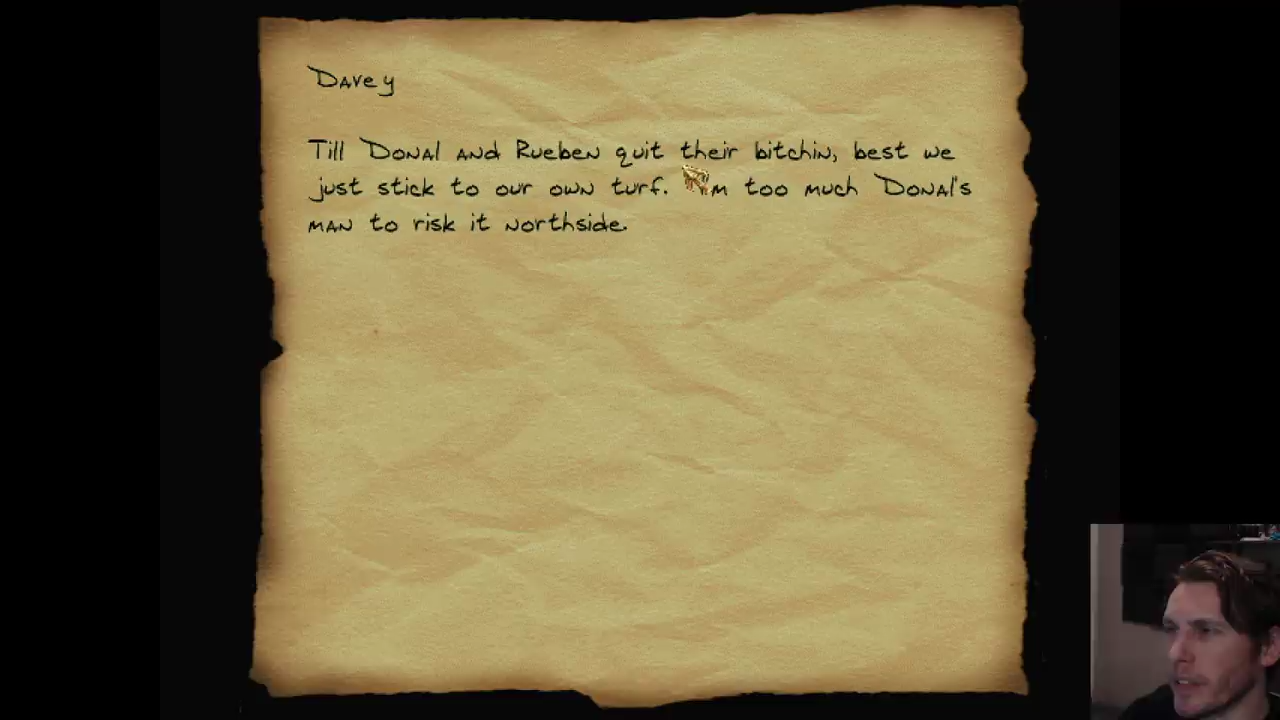 Davey
Till Donal and Rueben quit their bitchin, best we
just stick to our own turf. I'm too much Donal's
man to risk it northside.